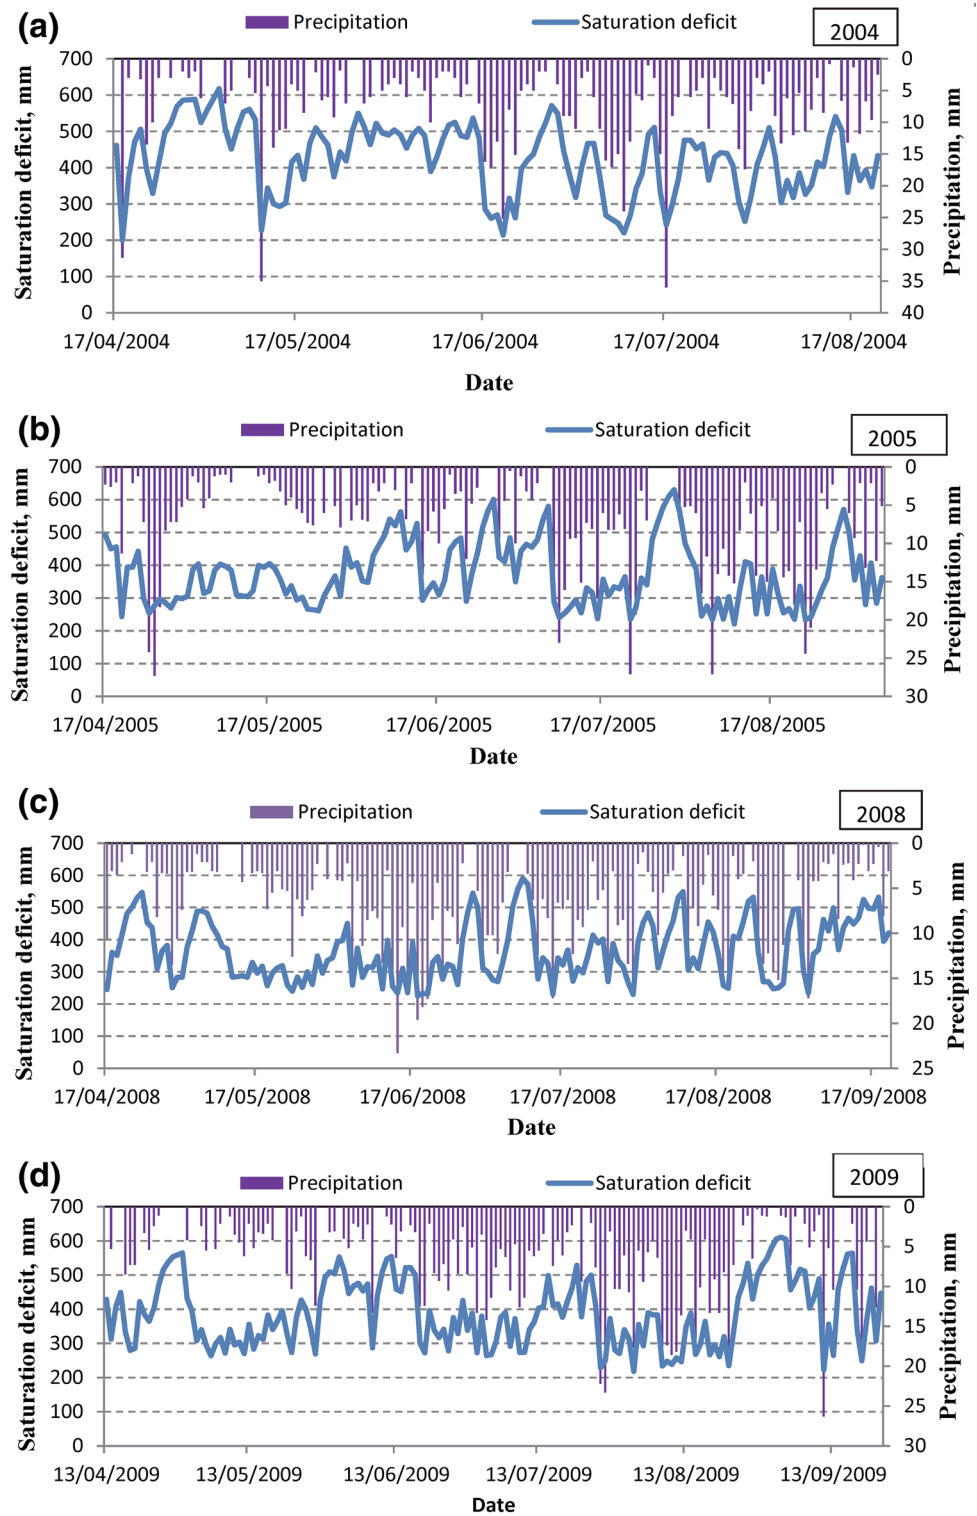 (a)
Precipitation
Saturation deficit
2004
700
600
500
400
300
200
100
0
0
5
10
15
20
25
30
35
40
Saturation deficit, mm
Precipitation, mm
17/04/2004 17/05/2004 17/06/2004 17/07/2004 17/08/2004
Date
(b)
Precipitation
Saturation deficit
2005
700
600
500
400
300
200
100
0
0
5
10
15
20
25
30
Saturation deficit, mm
Precipitation, mm
17/04/2005 17/05/2005 17/06/2005 17/07/2005 17/08/2005
Date
(c)
Precipitation
Saturation deficit
2008
700
600
500
400
300
200
100
0
0
5
10
15
20
25
Saturation deficit, mm
Precipitation, mm
17/04/2008 17/05/2008 17/06/2008 17/07/2008 17/08/2008 17/09/2008
Date
(d)
Precipitation
Saturation deficit
2009
700
600
500
400
300
200
100
0
0
5
10
15
20
25
30
Saturation deficit, mm
Precipitation, mm
13/04/2009 13/05/2009 13/06/2009 13/07/2009 13/08/2009 13/09/2009
Date